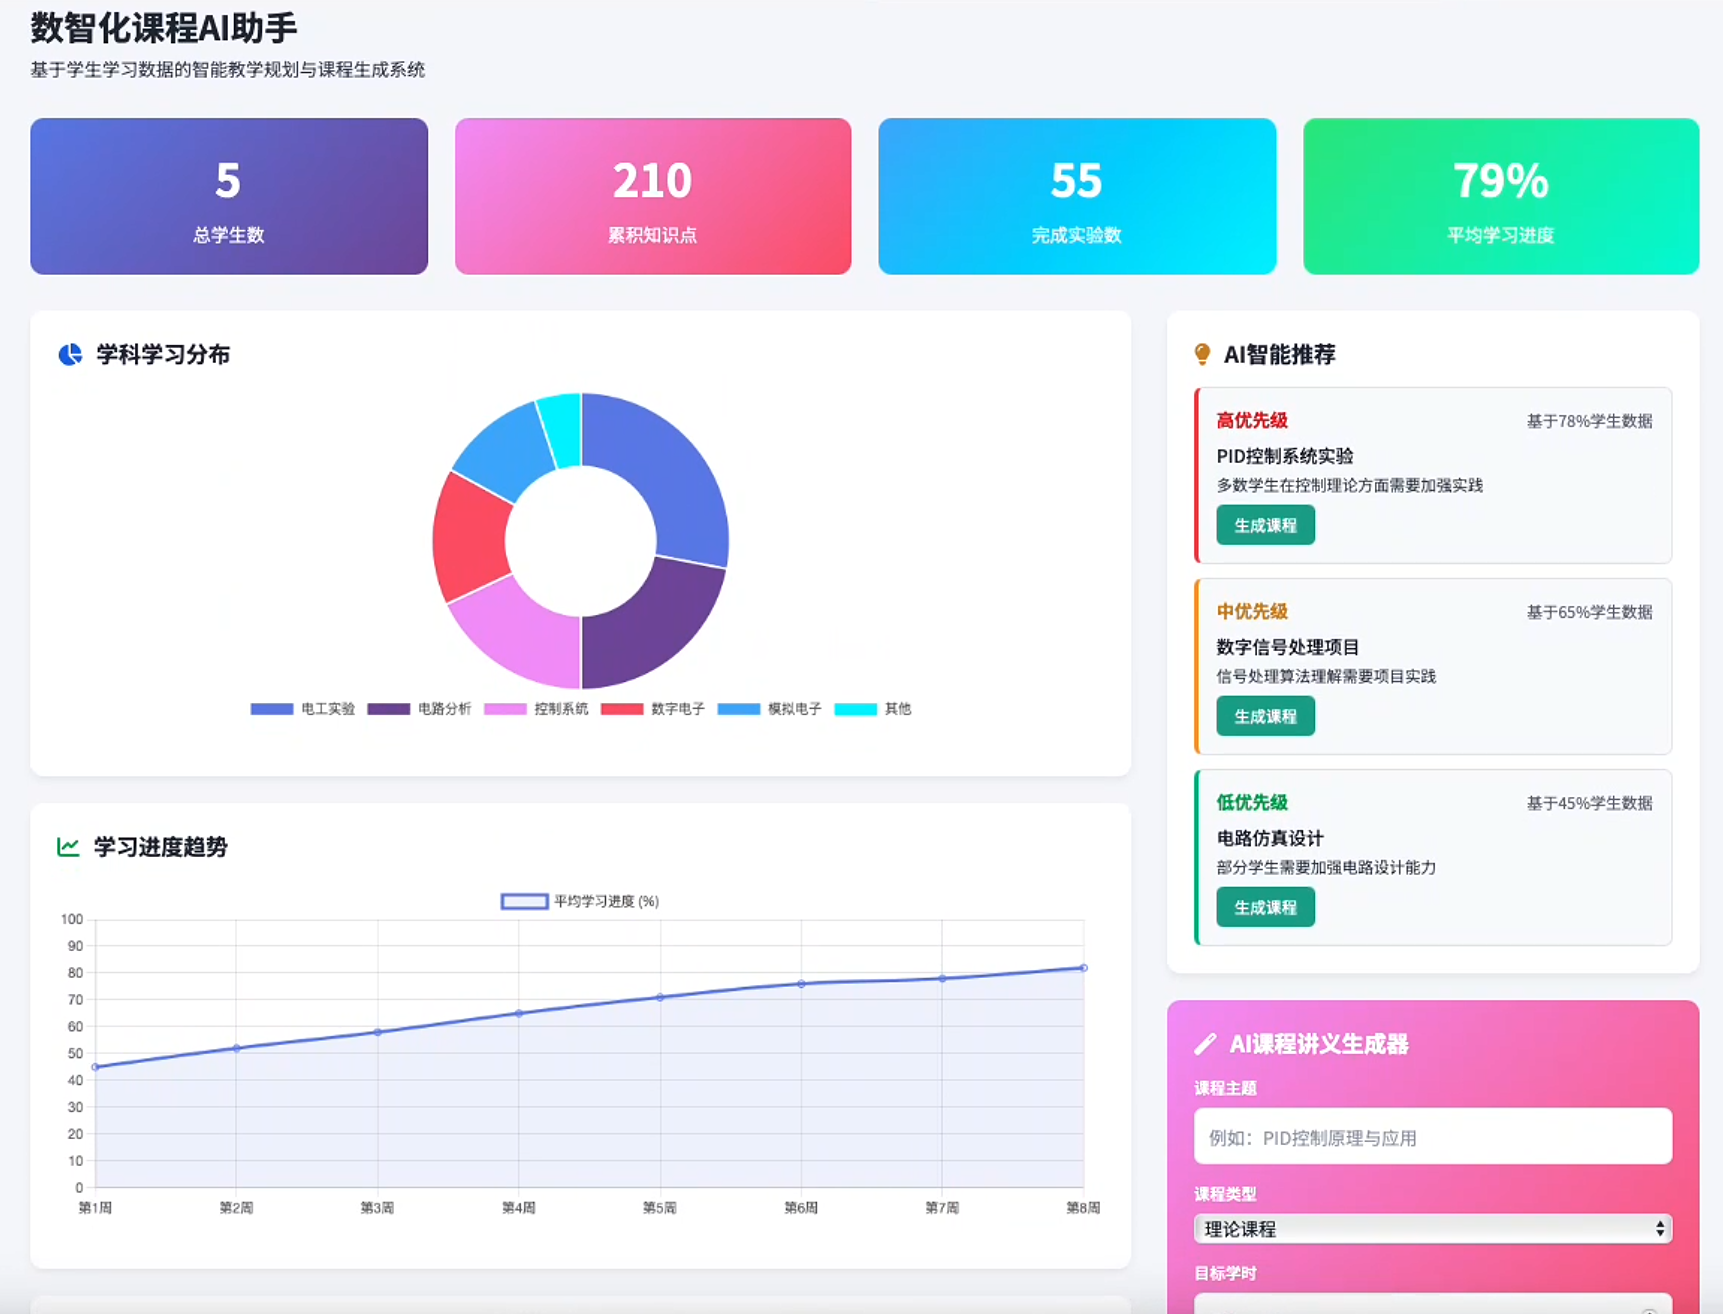 数智化课程AI助手
基于学生学习数据的智能教学规划与课程生成系统
5
总学生数
210
累积知识点
55
完成实验数
79%
平均学习进度
学科学习分布
电工实验 电路分析 控制系统 数字电子 模拟电子 其他
学习进度趋势
平均学习进度 (%)
100
90
80
70
60
50
40
30
20
10
0
第1周 第2周 第3周 第4周 第5周 第6周 第7周 第8周
AI智能推荐
高优先级 基于78%学生数据
PID控制系统实验
多数学生在控制理论方面需要加强实践
生成课程
中优先级 基于65%学生数据
数字信号处理项目
信号处理算法理解需要项目实践
生成课程
低优先级 基于45%学生数据
电路仿真设计
部分学生需要加强电路设计能力
生成课程
AI课程讲义生成器
课程主题
例如：PID控制原理与应用
课程类型
理论课程
目标学时